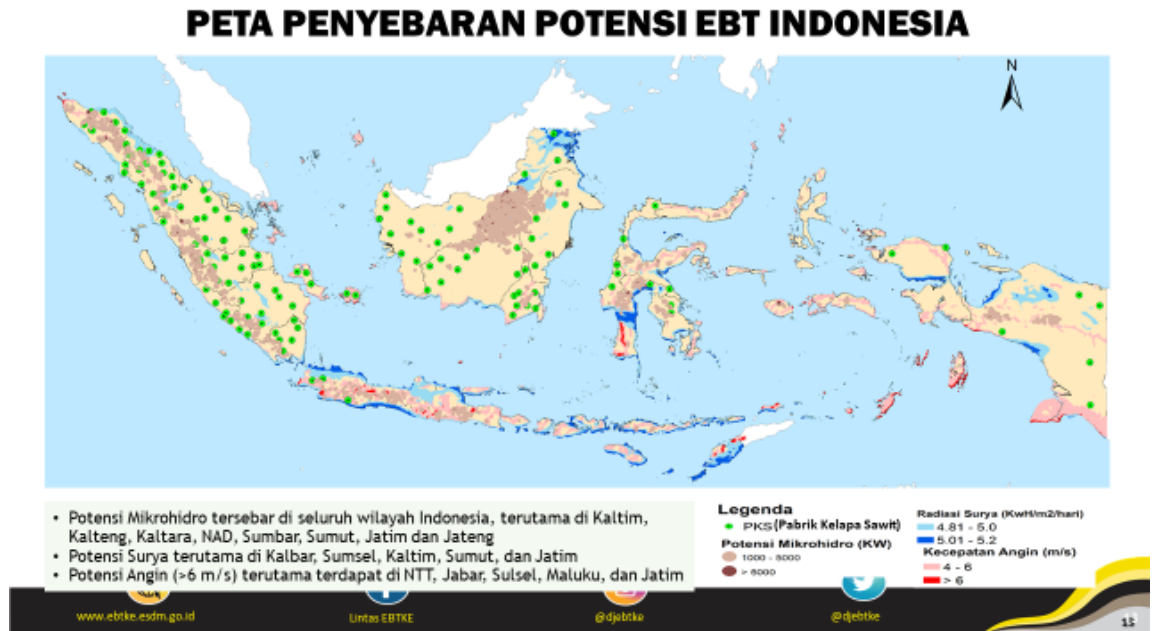 PETA PENYEBARAN POTENSI EBT INDONESIA
N
• Potensi Mikrohidro tersebar di seluruh wilayah Indonesia, terutama di Kaltim,
Kalteng, Kaltara, NAD, Sumbar, Sumut, Jatim dan Jateng
• Potensi Surya terutama di Kalbar, Sumsel, Kaltim, Sumut, dan Jatim
• Potensi Angin (>6 m/s) terutama terdapat di NTT, Jabar, Sulsel, Maluku, dan Jatim
Legenda
PKS(Pabrik Kelapa Sawit)
Potensi Mikrohidro (KW)
1000 - 5000
> 5000
Radiasi Surya (KwH/m2/hari)
4.81 - 5.0
5.01 - 5.2
Kecepatan Angin (m/s)
4 - 6
> 6
www.ebtke.esdm.go.id
Lintas EBTKE
@djebtke
@djebtke
13